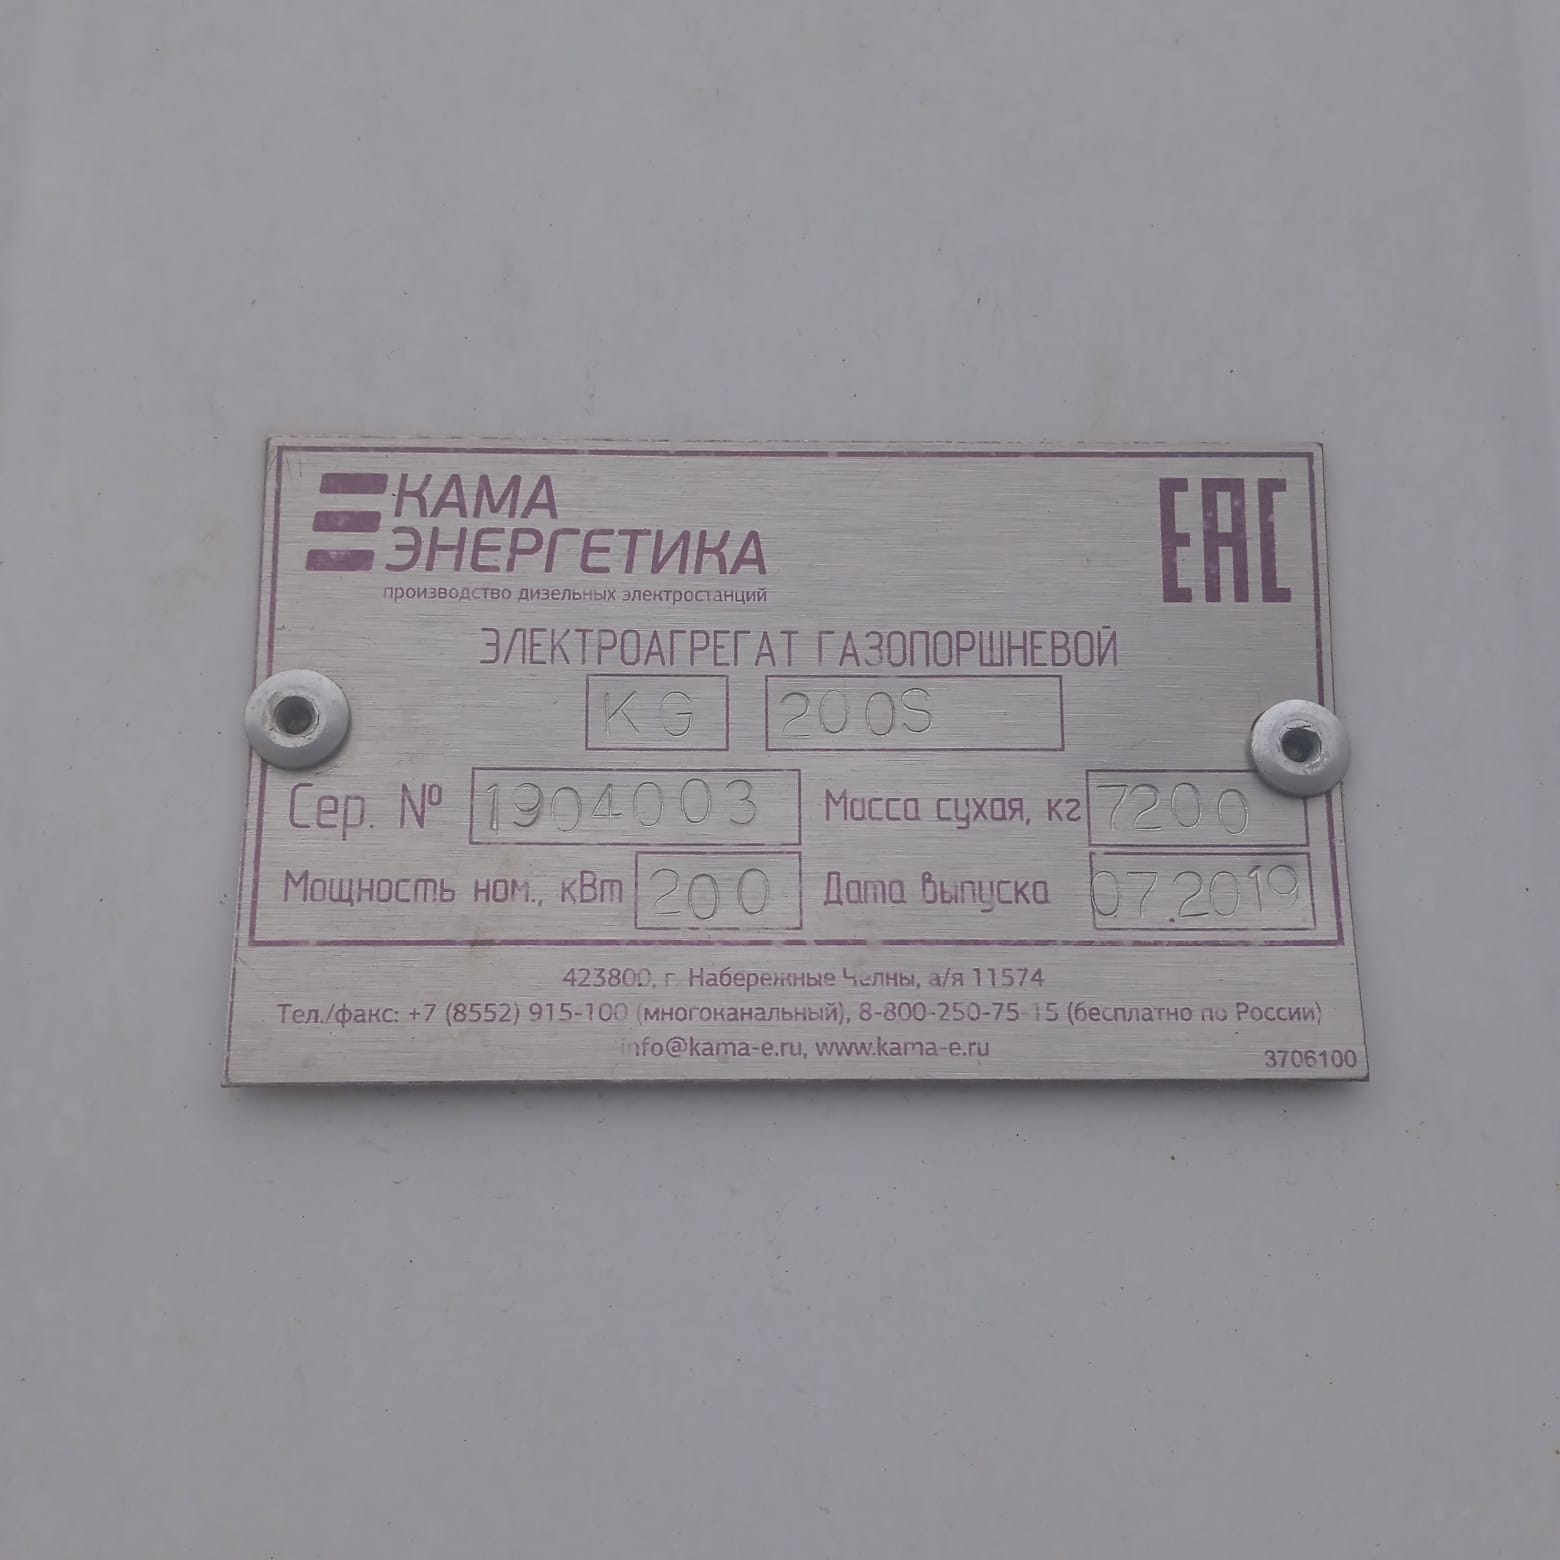 КАМА
ЭНЕРГЕТИКА
производство дизельных электростанций
ЕАС
ЭЛЕКТРОАГРЕГАТ ГАЗОПОРШНЕВОЙ
KG 200S
Сер. № 1904003 Масса сухая, кг 7200
Мощность ном., кВт 200 Дата выпуска 07.2019
423800, г. Набережные Челны, а/я 11574
Тел./факс: +7 (8552) 915-100 (многоканальный), 8-800-250-75-15 (бесплатно по России)
info@kama-e.ru, www.kama-e.ru
3706100